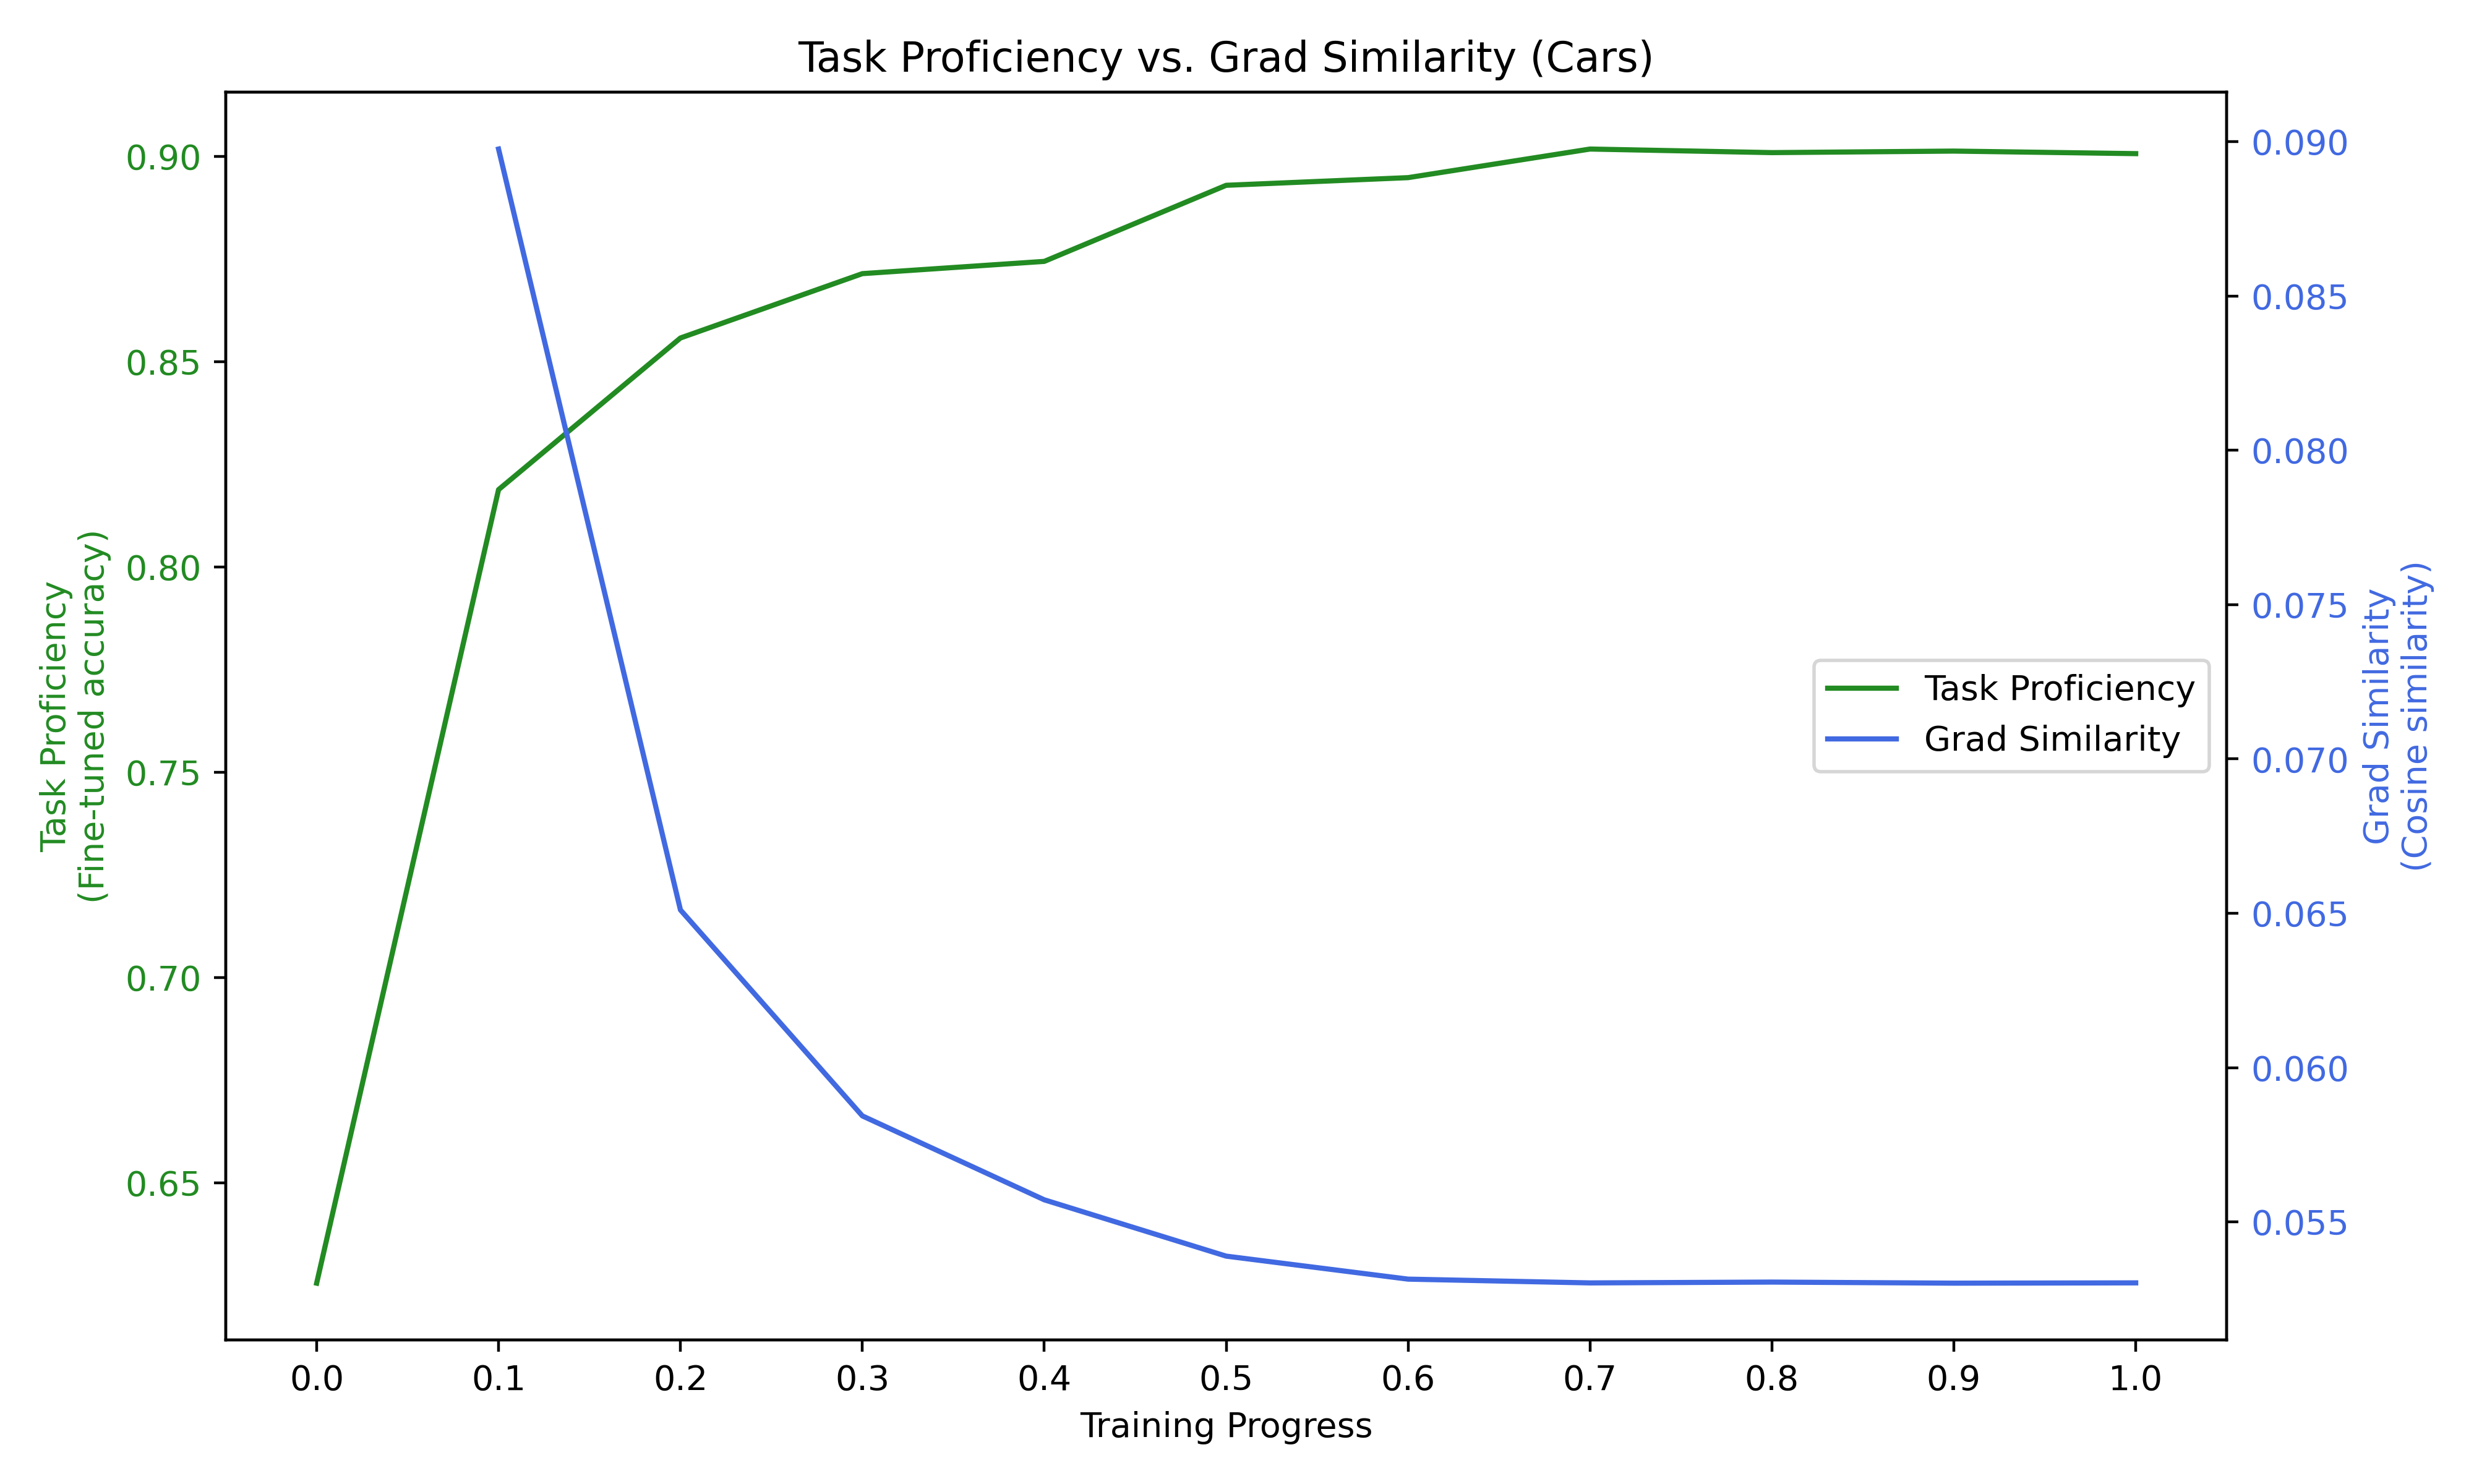 Task Proficiency vs. Grad Similarity (Cars)
Task Proficiency
(Fine-tuned accuracy)
0.90
0.85
0.80
0.75
0.70
0.65
0.090
0.085
0.080
0.075
0.070
0.065
0.060
0.055
Grad Similarity
(Cosine similarity)
Task Proficiency
Grad Similarity
0.0 0.1 0.2 0.3 0.4 0.5 0.6 0.7 0.8 0.9 1.0
Training Progress